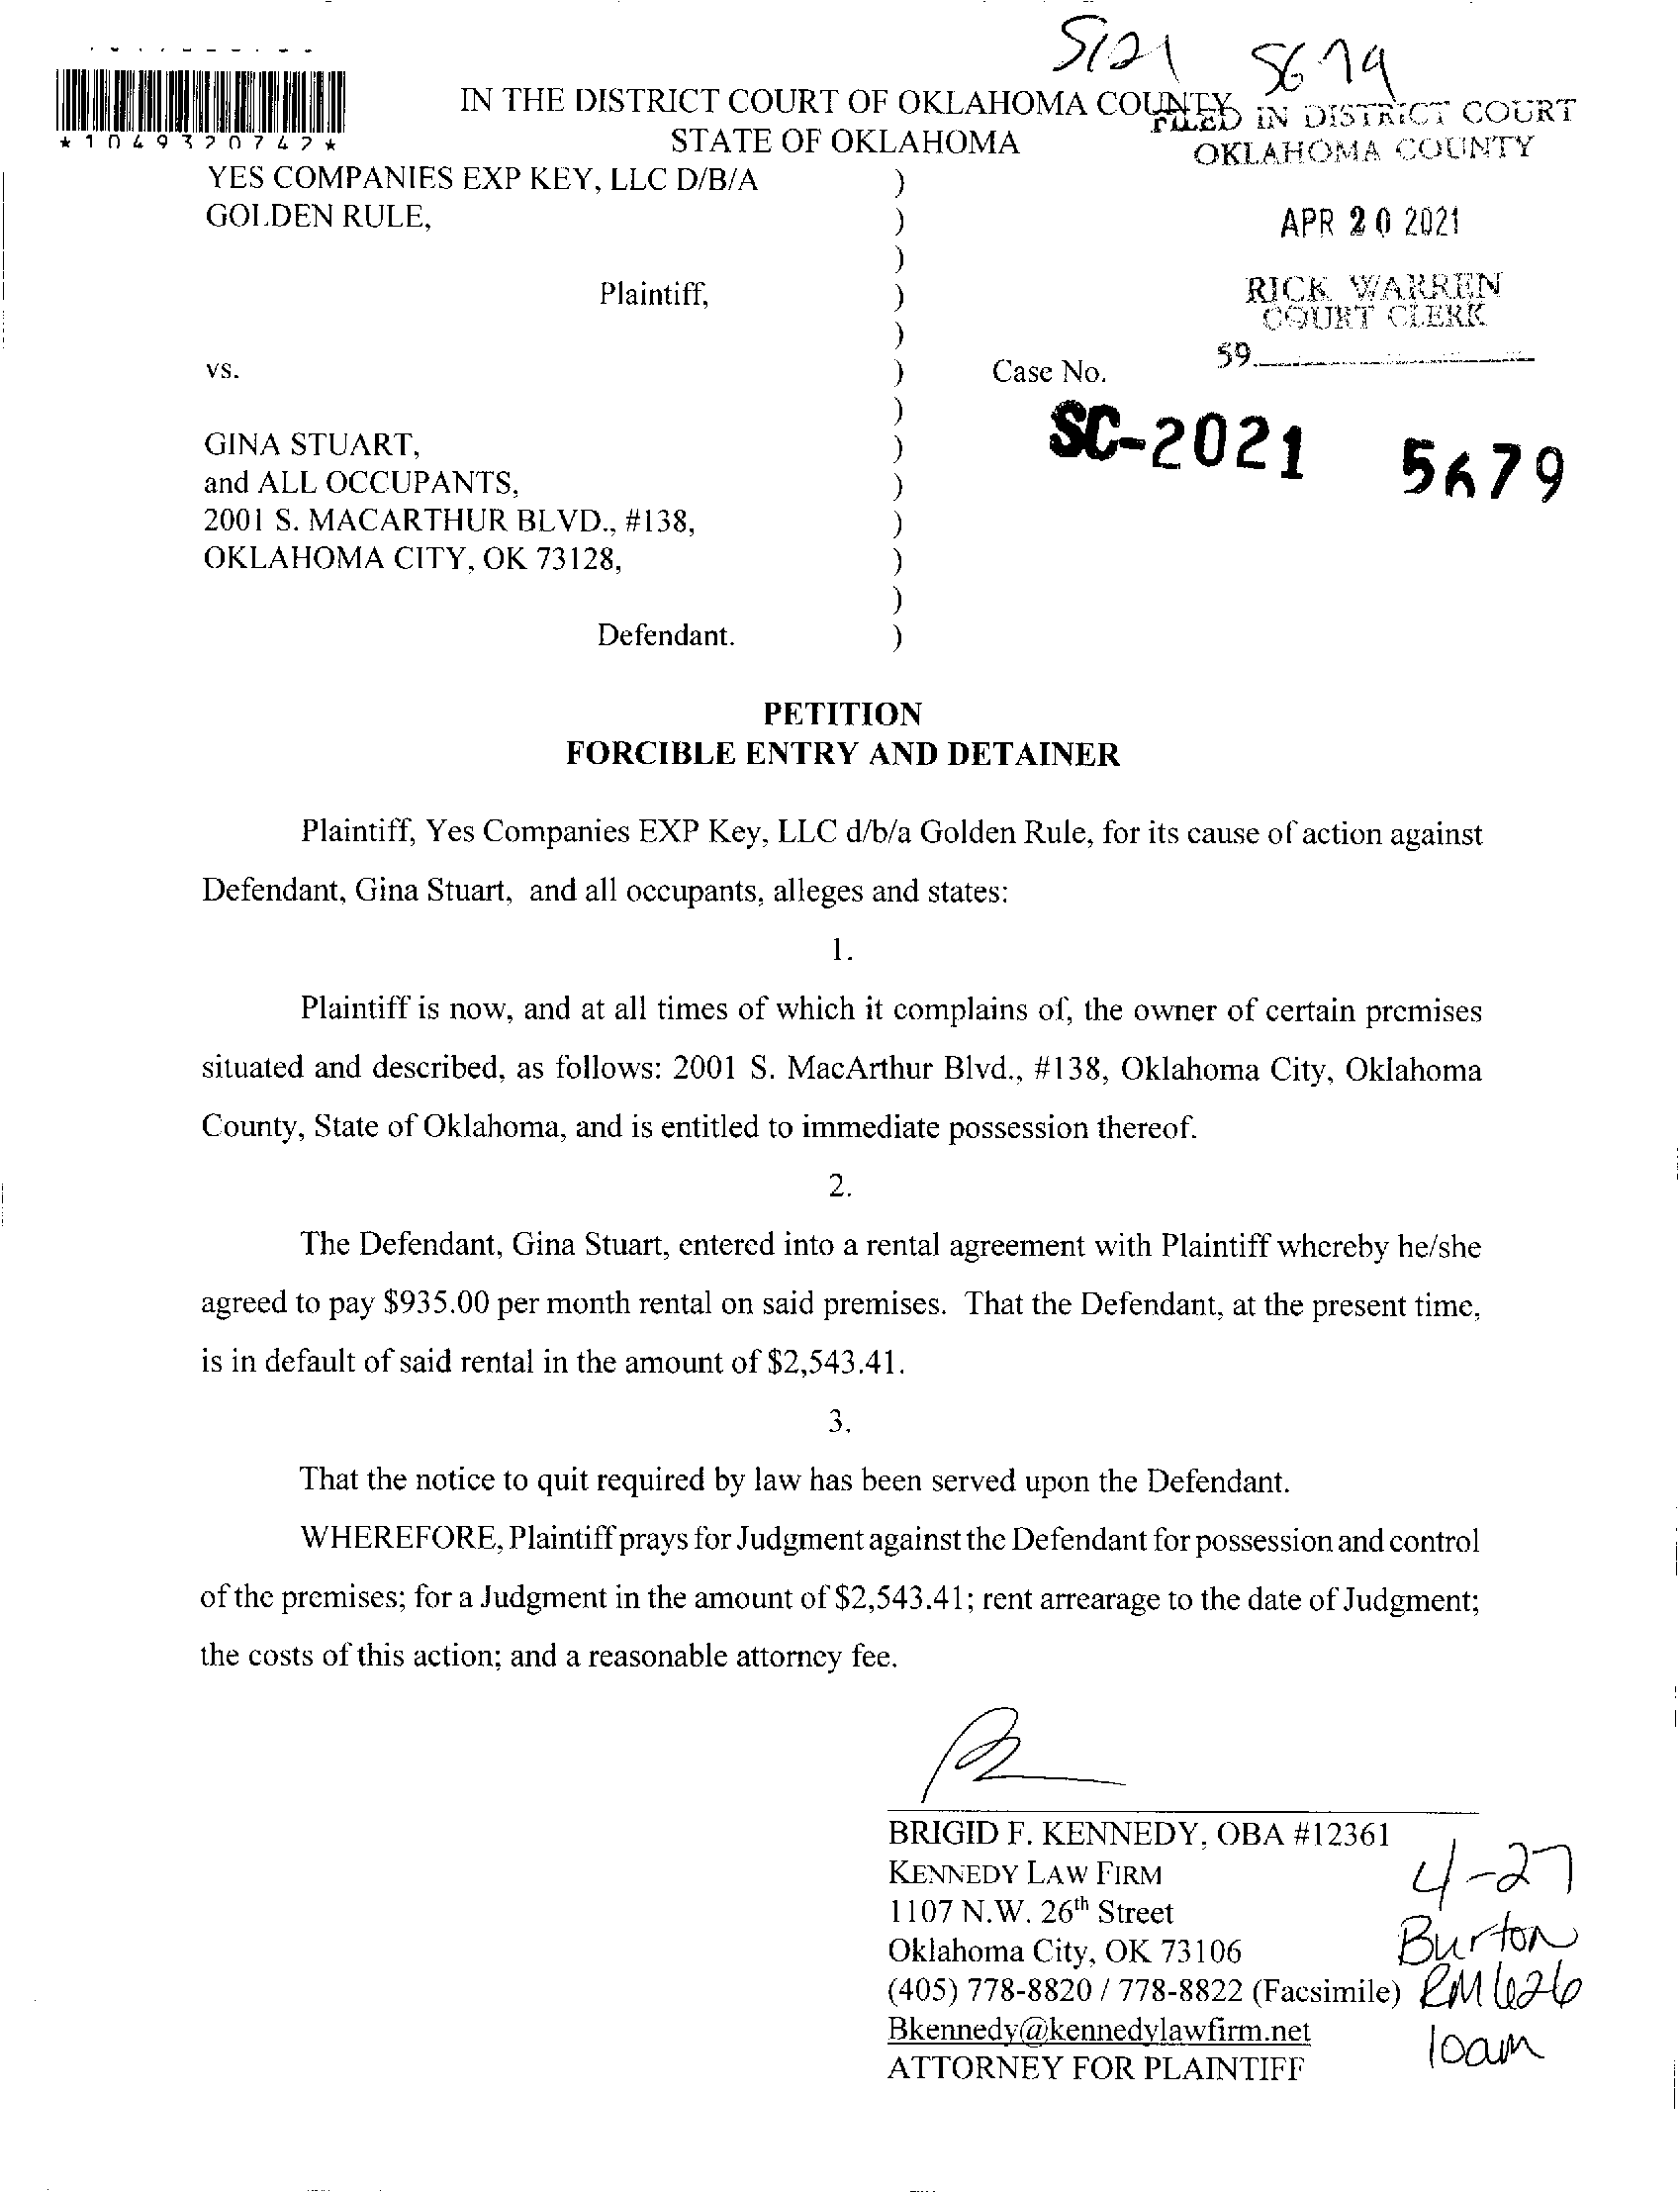 5679
IN THE DISTRICT COURT OF OKLAHOMA COUNTY
STATE OF OKLAHOMA
FILED IN DISTRICT COURT
OKLAHOMA COUNTY
*1049320742*
YES COMPANIES EXP KEY, LLC D/B/A )
GOLDEN RULE, )
APR 20 2021
)
Plaintiff, )
RICK WARREN
COURT CLERK
)
59
vs. ) Case No.
)
SC-2021 5679
GINA STUART, )
and ALL OCCUPANTS, )
2001 S. MACARTHUR BLVD., #138, )
OKLAHOMA CITY, OK 73128, )
)
Defendant. )
PETITION
FORCIBLE ENTRY AND DETAINER
Plaintiff, Yes Companies EXP Key, LLC d/b/a Golden Rule, for its cause of action against
Defendant, Gina Stuart, and all occupants, alleges and states:
1.
Plaintiff is now, and at all times of which it complains of, the owner of certain premises
situated and described, as follows: 2001 S. MacArthur Blvd., #138, Oklahoma City, Oklahoma
County, State of Oklahoma, and is entitled to immediate possession thereof.
2.
The Defendant, Gina Stuart, entered into a rental agreement with Plaintiff whereby he/she
agreed to pay $935.00 per month rental on said premises. That the Defendant, at the present time,
is in default of said rental in the amount of $2,543.41.
3.
That the notice to quit required by law has been served upon the Defendant.
WHEREFORE, Plaintiff prays for Judgment against the Defendant for possession and control
of the premises; for a Judgment in the amount of $2,543.41; rent arrearage to the date of Judgment;
the costs of this action; and a reasonable attorney fee.
BRIGID F. KENNEDY, OBA #12361
KENNEDY LAW FIRM
1107 N.W. 26th Street
Oklahoma City, OK 73106
(405) 778-8820 / 778-8822 (Facsimile)
Bkennedy@kennedylawfirm.net
ATTORNEY FOR PLAINTIFF
4-27
Burton
RM 626
10am